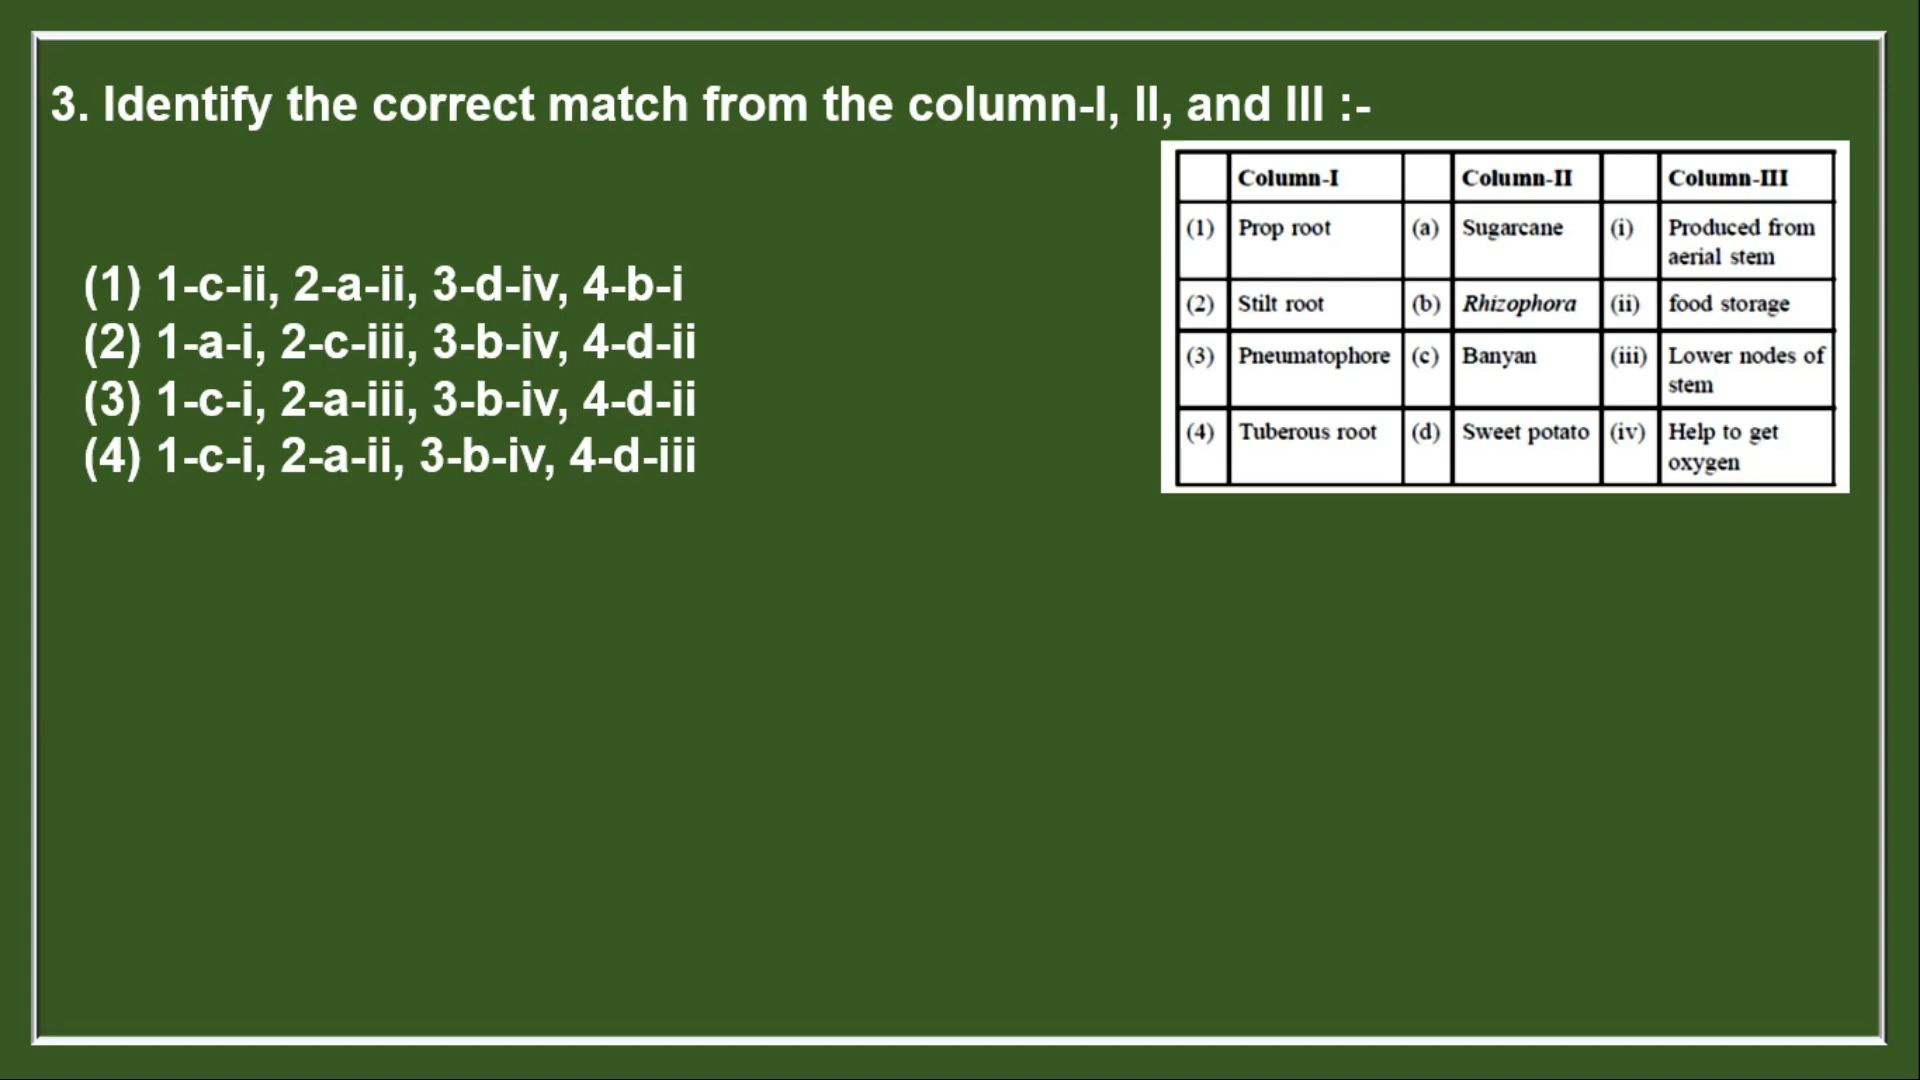 3. Identify the correct match from the column-I, II, and III :-
(1) 1-c-ii, 2-a-ii, 3-d-iv, 4-b-i
(2) 1-a-i, 2-c-iii, 3-b-iv, 4-d-ii
(3) 1-c-i, 2-a-iii, 3-b-iv, 4-d-ii
(4) 1-c-i, 2-a-ii, 3-b-iv, 4-d-iii
Column-I Column-II Column-III
(1) Prop root (a) Sugarcane (i) Produced from
aerial stem
(2) Stilt root (b) Rhizophora (ii) food storage
(3) Pneumatophore (c) Banyan (iii) Lower nodes of
stem
(4) Tuberous root (d) Sweet potato (iv) Help to get
oxygen